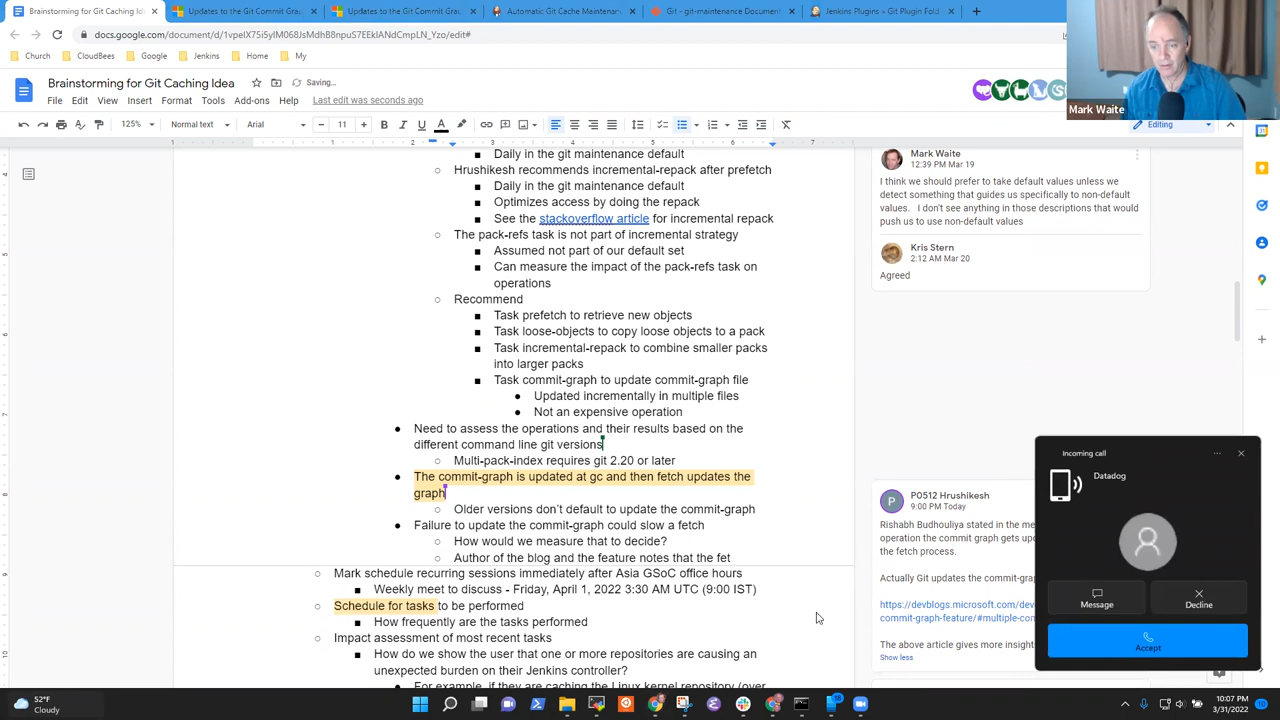 Brainstorming for Git Caching
Updates to the Git Commit Gra
Updates to the Git Commit Gra
Automatic Git Cache Maintenan
Git - git-maintenance Document
Jenkins Plugins » Git Plugin Fold
docs.google.com/document/d/
Church
CloudBees
Google
Jenkins
Home
My
Brainstorming for Git Caching Idea
Saving...
File Edit View Insert Format Tools Add-ons Help Last edit was seconds ago
Mark Waite
125% Normal text Arial 11 Editing
Daily in the git maintenance default
Hrushikesh recommends incremental-repack after prefetch
Daily in the git maintenance default
Optimizes access by doing the repack
See the stackoverflow article for incremental repack
The pack-refs task is not part of incremental strategy
Assumed not part of our default set
Can measure the impact of the pack-refs task on
operations
Recommend
Task prefetch to retrieve new objects
Task loose-objects to copy loose objects to a pack
Task incremental-repack to combine smaller packs
into larger packs
Task commit-graph to update commit-graph file
Updated incrementally in multiple files
Not an expensive operation
Need to assess the operations and their results based on the
different command line git versions
Multi-pack-index requires git 2.20 or later
The commit-graph is updated at gc and then fetch updates the
graph
Older versions don't default to update the commit-graph
Failure to update the commit-graph could slow a fetch
How would we measure that to decide?
Author of the blog and the feature notes that the fet
Mark schedule recurring sessions immediately after Asia GSoC office hours
Weekly meet to discuss - Friday, April 1, 2022 3:30 AM UTC (9:00 IST)
Schedule for tasks to be performed
How frequently are the tasks performed
Impact assessment of most recent tasks
How do we show the user that one or more repositories are causing an
unexpected burden on their Jenkins controller?
For example, if they are caching the Linux kernel repository (over
Mark Waite
12:39 PM Mar 19
I think we should prefer to take default values unless we
detect something that guides us specifically to non-default
values. I don't see anything in those descriptions that would
push us to use non-default values
Kris Stern
2:12 AM Mar 20
Agreed
P0512 Hrushikesh
9:00 PM Today
Rishabh Budhouliya stated in the me
operation the commit graph gets up
the fetch process.
Actually Git updates the commit-gra
https://devblogs.microsoft.com/dev
commit-graph-feature/#multiple-con
The above article gives more insight
Show less
Incoming call
Datadog
Message
Decline
Accept
52°F
Cloudy
10:07 PM
3/31/2022